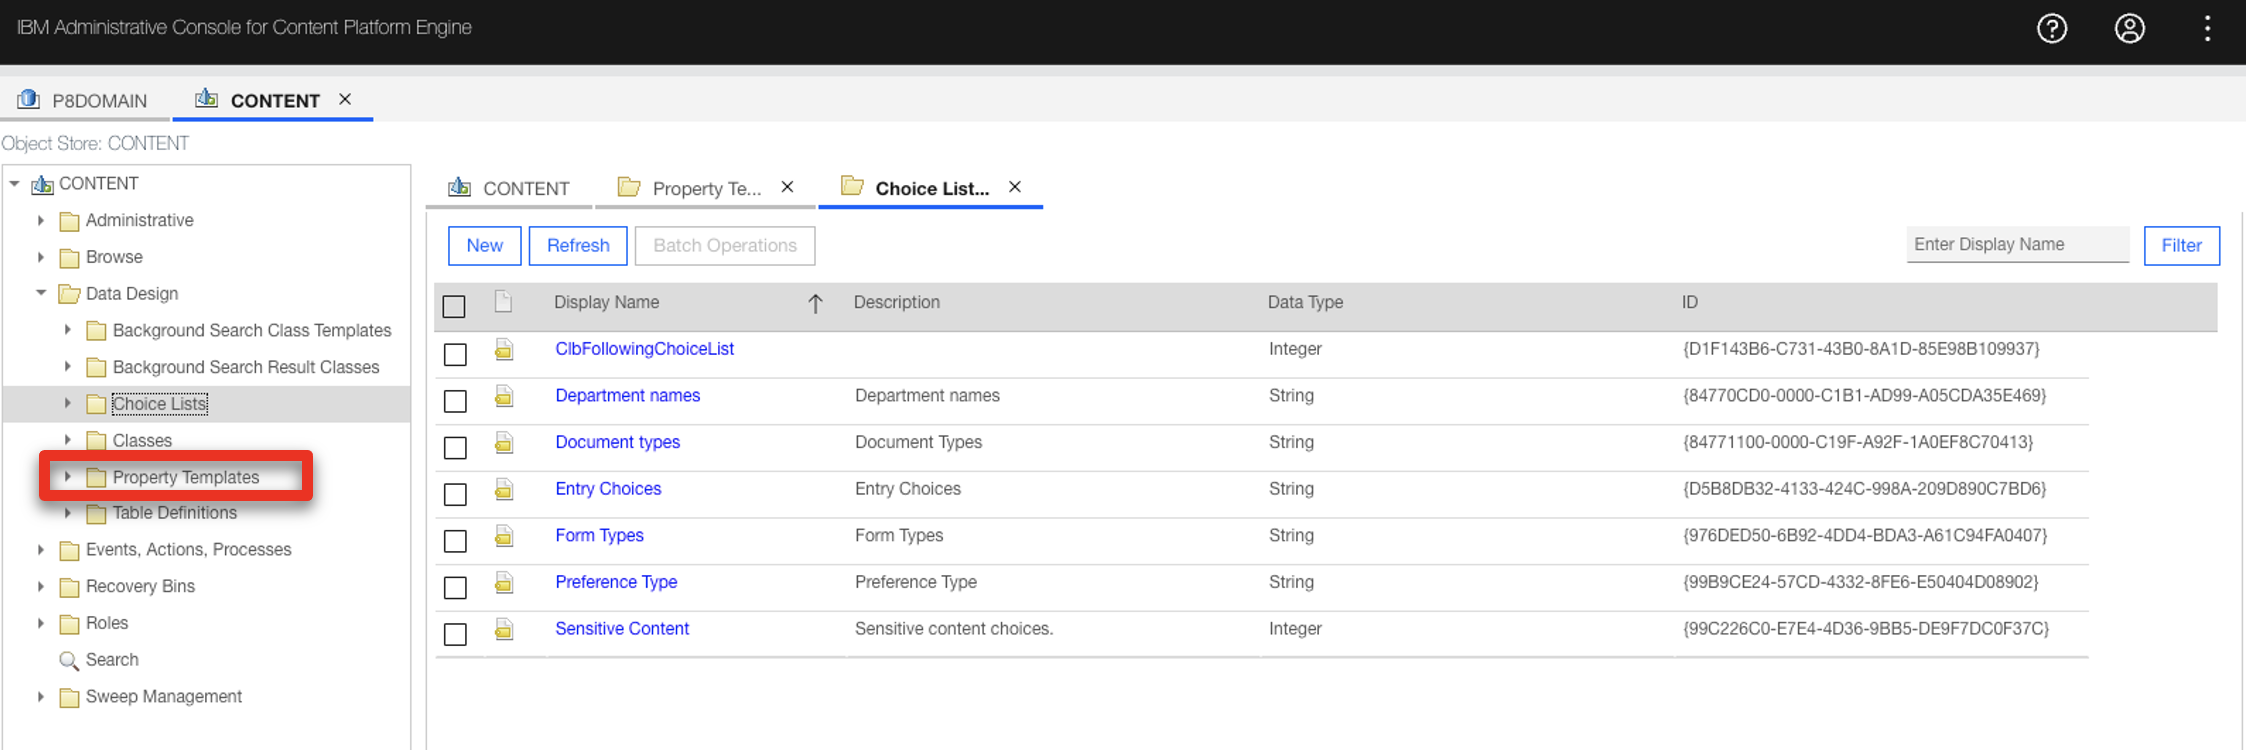 IBM Administrative Console for Content Platform Engine
P8DOMAIN CONTENT
Object Store: CONTENT
CONTENT
Administrative
Browse
Data Design
Background Search Class Templates
Background Search Result Classes
Choice Lists
Classes
Property Templates
Table Definitions
Events, Actions, Processes
Recovery Bins
Roles
Search
Sweep Management
CONTENT Property Te... Choice List...
New Refresh Batch Operations Enter Display Name Filter
Display Name Description Data Type ID
ClbFollowingChoiceList Integer {D1F143B6-C731-43B0-8A1D-85E98B109937}
Department names Department names String {84770CD0-0000-C1B1-AD99-A05CDA35E469}
Document types Document Types String {84771100-0000-C19F-A92F-1A0EF8C70413}
Entry Choices Entry Choices String {D5B8DB32-4133-424C-998A-209D890C7BD6}
Form Types Form Types String {976DED50-6B92-4DD4-BDA3-A61C94FA0407}
Preference Type Preference Type String {99B9CE24-57CD-4332-8FE6-E50404D08902}
Sensitive Content Sensitive content choices. Integer {99C226C0-E7E4-4D36-9BB5-DE9F7DC0F37C}